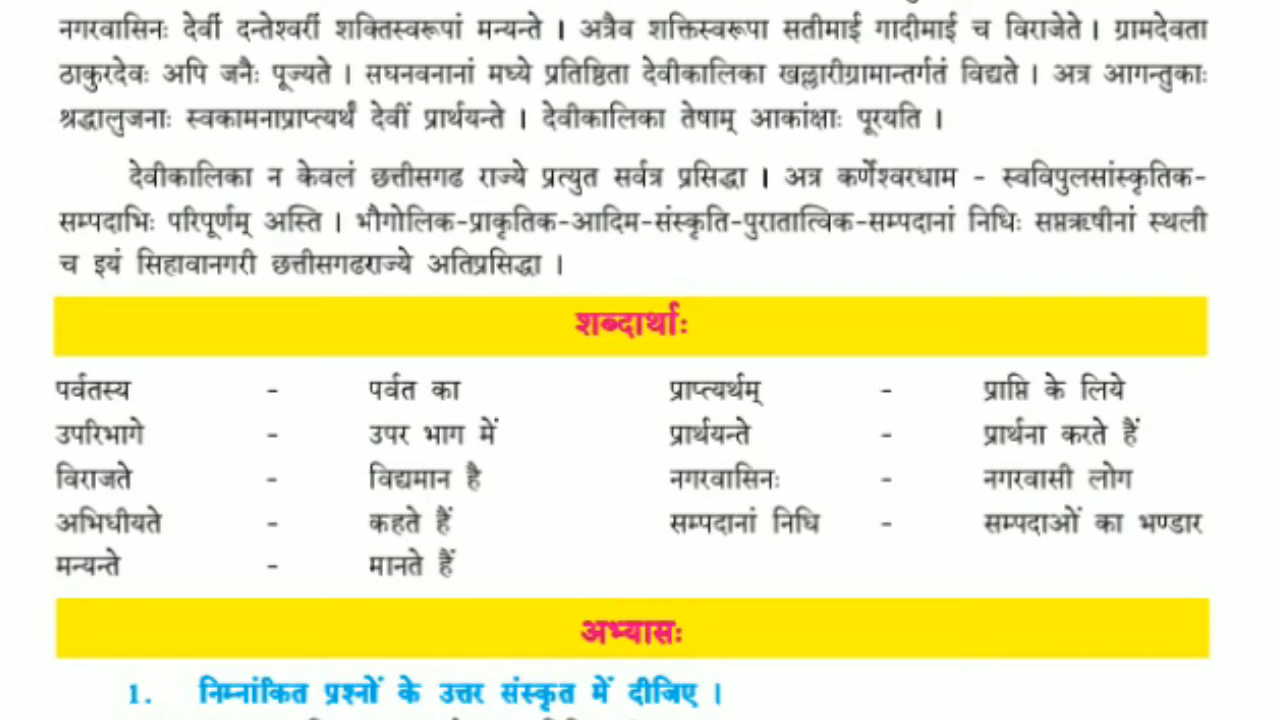 नगरवासिनः देवीं दन्तेश्वरीं शक्तिस्वरूपां मन्यन्ते । अत्रैव शक्तिस्वरूपा सतीमाई गादीमाई च विराजेते । ग्रामदेवता
ठाकुरदेवः अपि जनैः पूज्यते । सघनवनानां मध्ये प्रतिष्ठिता देवीकालिका खल्लारीग्रामान्तर्गतं विद्यते । अत्र आगन्तुकाः
श्रद्धालुजनाः स्वकामनाप्राप्त्यर्थं देवीं प्रार्थयन्ते । देवीकालिका तेषाम् आकांक्षाः पूरयति ।
देवीकालिका न केवलं छत्तीसगढ राज्ये प्रत्युत सर्वत्र प्रसिद्धा । अत्र कर्णेश्वरधाम - स्वविपुलसांस्कृतिक-
सम्पदाभिः परिपूर्णम् अस्ति । भौगोलिक-प्राकृतिक-आदिम-संस्कृति-पुरातात्विक-सम्पदानां निधिः सप्तऋषीनां स्थली
च इयं सिहावानगरी छत्तीसगढराज्ये अतिप्रसिद्धा ।
शब्दार्थाः
पर्वतस्य - पर्वत का प्राप्त्यर्थम् - प्राप्ति के लिये
उपरिभागे - उपर भाग में प्रार्थयन्ते - प्रार्थना करते हैं
विराजते - विद्यमान है नगरवासिनः - नगरवासी लोग
अभिधीयते - कहते हैं सम्पदानां निधि - सम्पदाओं का भण्डार
मन्यन्ते - मानते हैं
अभ्यासः
1. निम्नांकित प्रश्नों के उत्तर संस्कृत में दीजिए ।